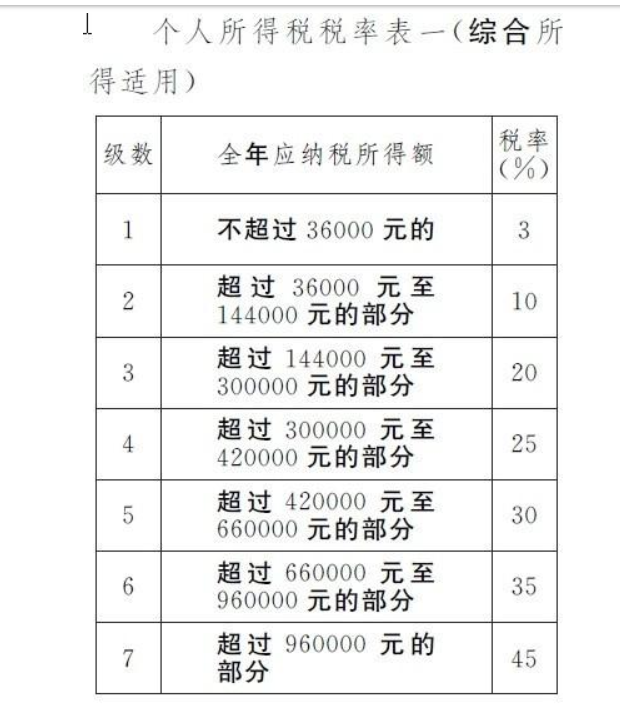 个人所得税税率表一(综合所
得适用)
级数
全年应纳税所得额
税率
(%)
1
不超过 36000 元的
3
2
超过 36000 元至
144000 元的部分
10
3
超过 144000 元至
300000 元的部分
20
4
超过 300000 元至
420000 元的部分
25
5
超过 420000 元至
660000 元的部分
30
6
超过 660000 元至
960000 元的部分
35
7
超过 960000 元的
部分
45